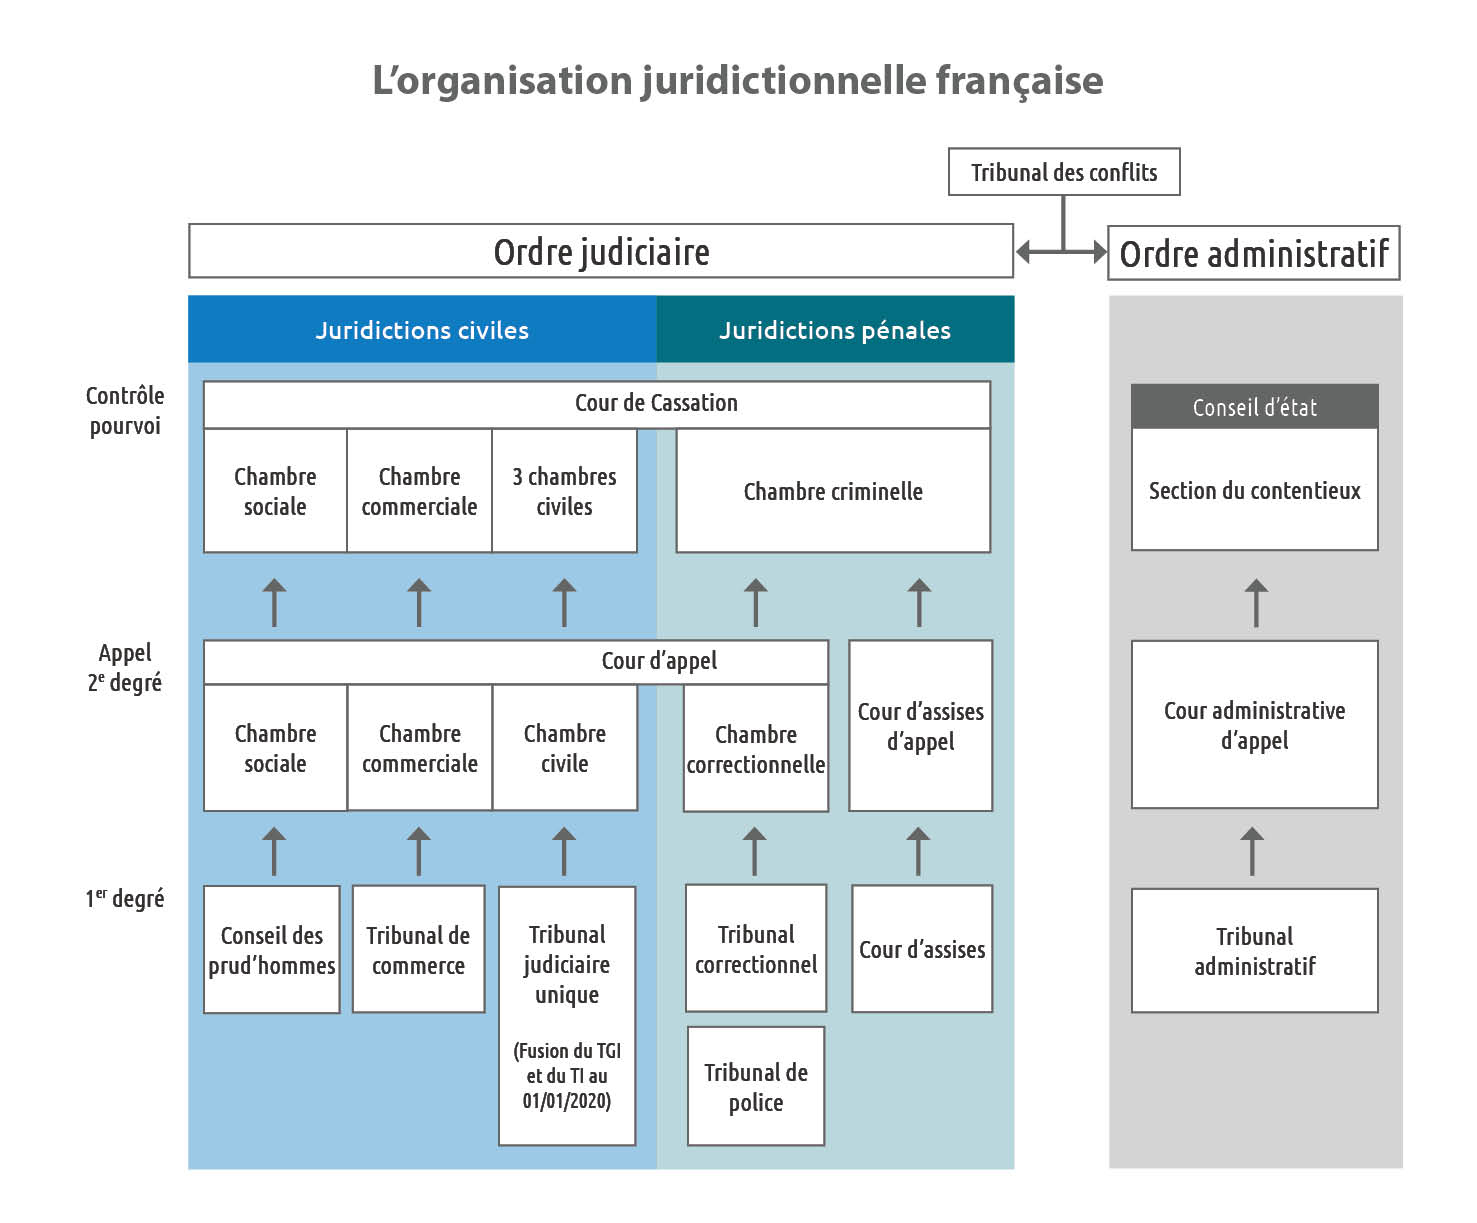 L’organisation juridictionnelle française
Tribunal des conflits
Ordre judiciaire
Ordre administratif
Juridictions civiles
Juridictions pénales
Contrôle
pourvoi
Cour de Cassation
Conseil d’état
Chambre
sociale
Chambre
commerciale
3 chambres
civiles
Chambre criminelle
Section du contentieux
Appel
2e degré
Cour d’appel
Chambre
sociale
Chambre
commerciale
Chambre
civile
Chambre
correctionnelle
Cour d’assises
d’appel
Cour administrative
d’appel
1er degré
Conseil des
prud’hommes
Tribunal de
commerce
Tribunal
judiciaire
unique
(Fusion du TGI
et du TI au
01/01/2020)
Tribunal
correctionnel
Cour d’assises
Tribunal
administratif
Tribunal de
police